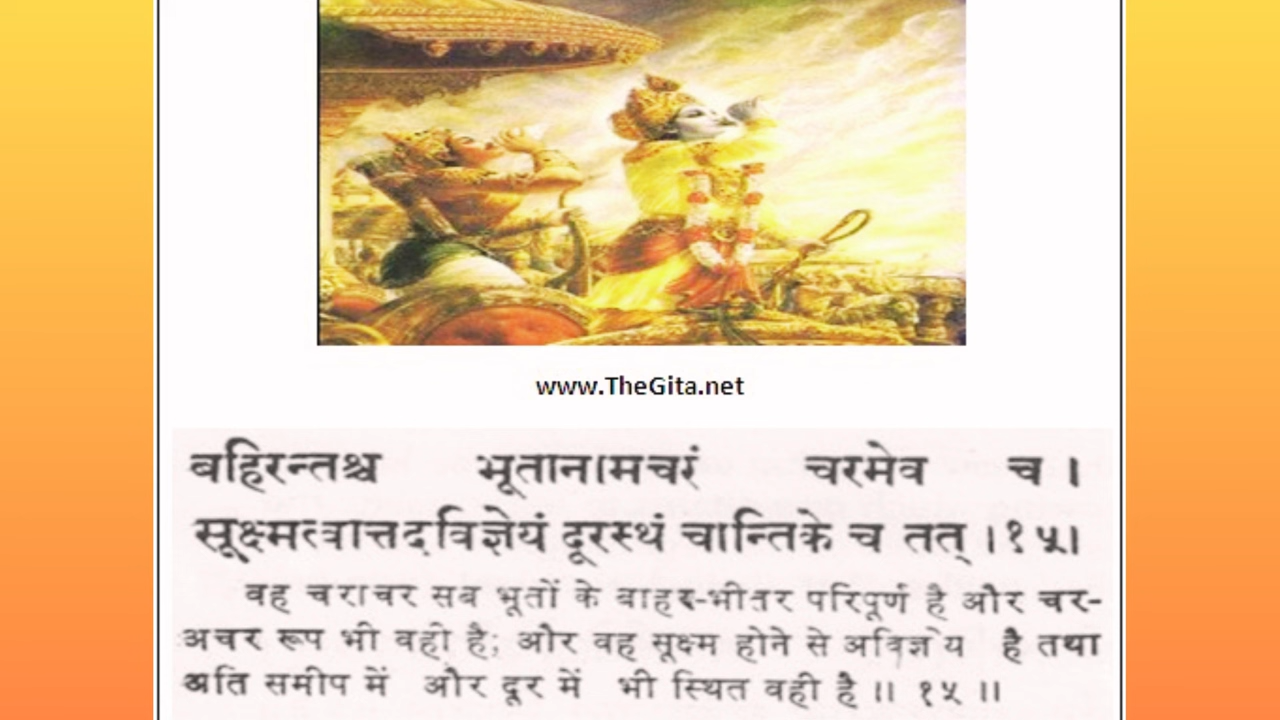 www.TheGita.net
बहिरन्तश्च भूतानामचरं चरमेव च ।
सूक्ष्मत्वात्तदविज्ञेयं दूरस्थं चान्तिके च तत् ।१५।
वह चराचर सब भूतों के बाहर-भीतर परिपूर्ण है और चर-
अचर रूप भी वही है; और वह सूक्ष्म होने से अविज्ञेय है तथा
अति समीप में और दूर में भी स्थित वही है ॥ १५ ॥